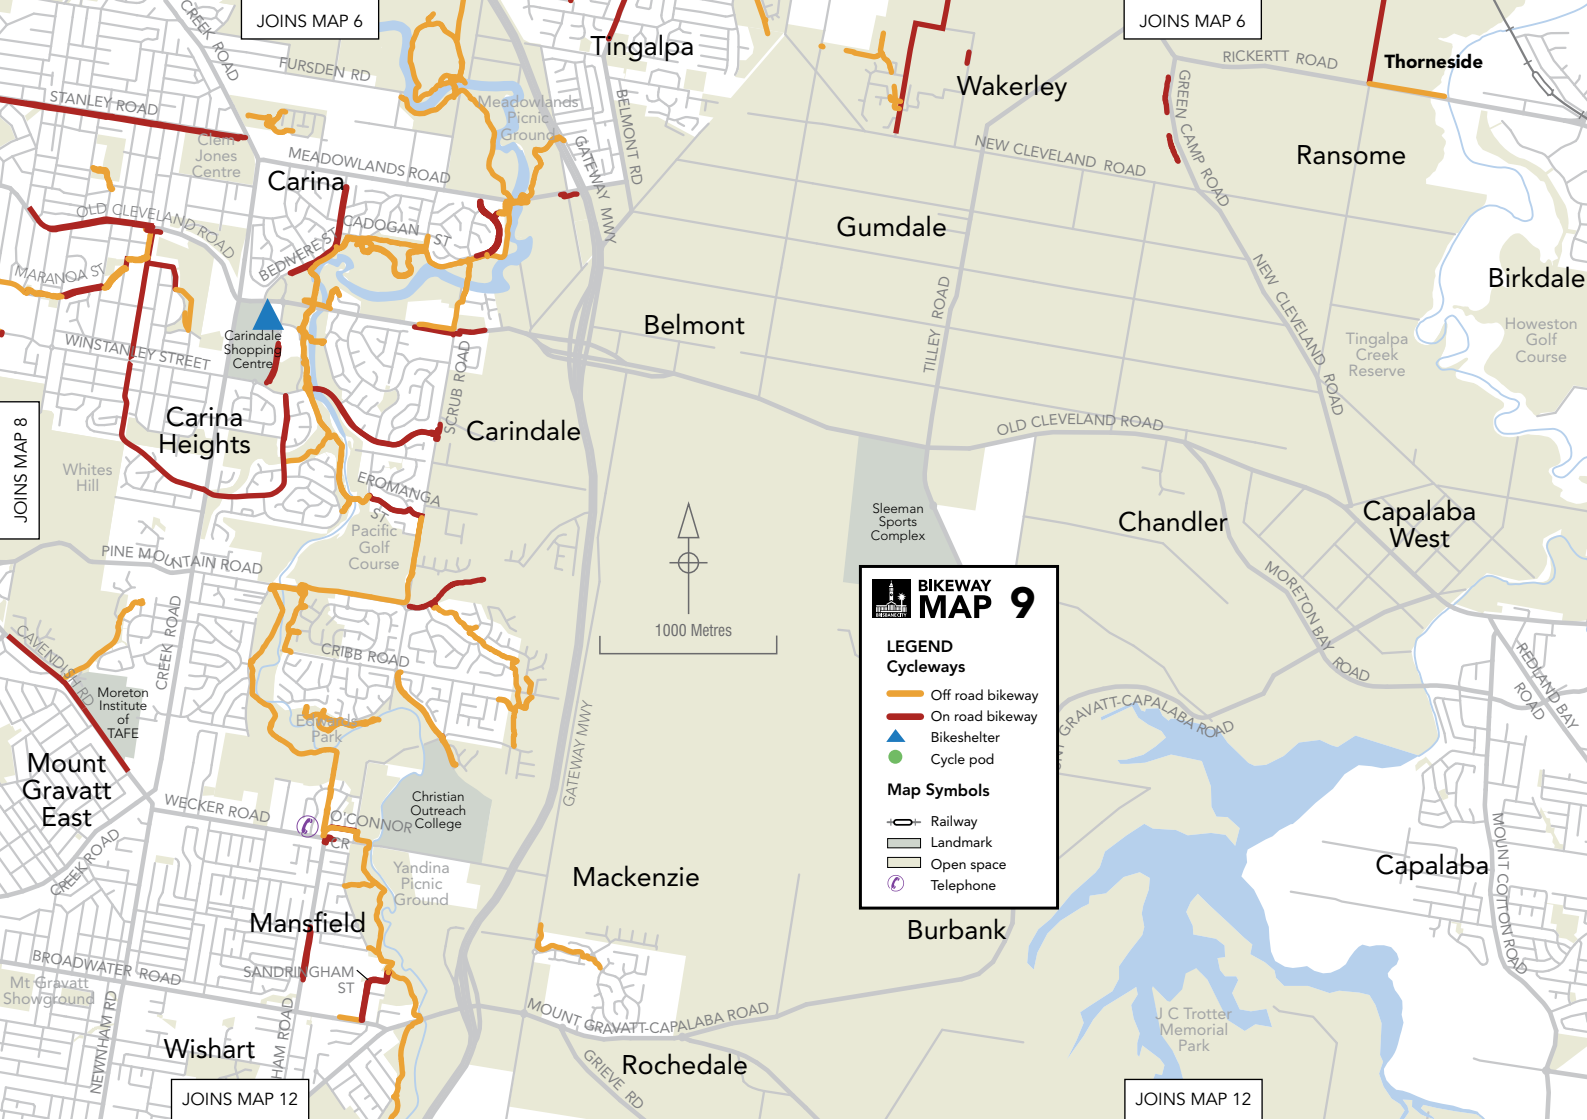 JOINS MAP 6
JOINS MAP 6
CREEK ROAD
Tingalpa
FURSDEN RD
RICKERTT ROAD
Thorneside
STANLEY ROAD
Meadowlands
Picnic
Ground
BELMONT RD
Wakerley
GREEN CAMP ROAD
Clem
Jones
Centre
MEADOWLANDS ROAD
GATEWAY MWY
NEW CLEVELAND ROAD
Ransome
Carina
OLD CLEVELAND ROAD
CADOGAN ST
BEDIVERE ST
Gumdale
MARANOA ST
NEW CLEVELAND ROAD
Birkdale
Carindale
Shopping
Centre
Belmont
TILLEY ROAD
Tingalpa
Creek
Reserve
Howeston
Golf
Course
WINSTANLEY STREET
SCRUB ROAD
Carina
Heights
Carindale
OLD CLEVELAND ROAD
JOINS MAP 8
Whites
Hill
EROMANGA
ST
Pacific
Golf
Course
Sleeman
Sports
Complex
Chandler
Capalaba
West
PINE MOUNTAIN ROAD
MORETON BAY ROAD
BRISBANE CITY
BIKEWAY
MAP 9
LEGEND
Cycleways
Off road bikeway
On road bikeway
Bikeshelter
Cycle pod
Map Symbols
Railway
Landmark
Open space
Telephone
1000 Metres
CAVENDISH RD
CREEK ROAD
CRIBB ROAD
REDLAND BAY
ROAD
Moreton
Institute
of
TAFE
Edwards
Park
GATEWAY MWY
GRAVATT-CAPALABA ROAD
Mount
Gravatt
East
WECKER ROAD
O'CONNOR
CR
Christian
Outreach
College
MOUNT COTTON ROAD
CREEK ROAD
Yandina
Picnic
Ground
Mackenzie
Capalaba
Mansfield
Burbank
BROADWATER ROAD
SANDRINGHAM
ST
Mt Gravatt
Showground
NEWNHAM RD
HAM ROAD
MOUNT GRAVATT-CAPALABA ROAD
J C Trotter
Memorial
Park
Wishart
GRIEVE RD
Rochedale
JOINS MAP 12
JOINS MAP 12